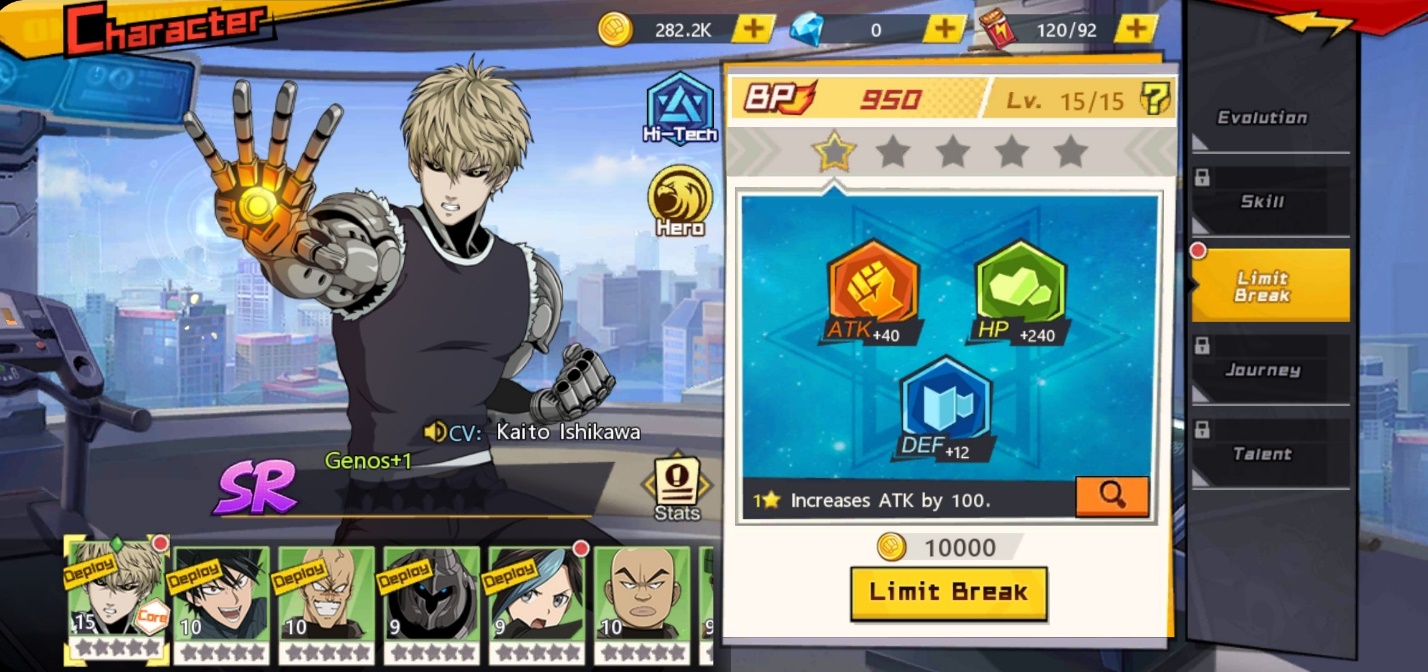 Character
282.2K
0
120/92
Hi-Tech
Hero
BP 950 Lv. 15/15 ?
ATK +40
HP +240
DEF +12
1 Increases ATK by 100.
10000
Limit Break
Evolution
Skill
Limit
Break
Journey
Talent
CV: Kaito Ishikawa
Genos+1
SR
Stats
Deploy
Deploy
Deploy
Deploy
Deploy
15
Core
10
10
9
9
10
9